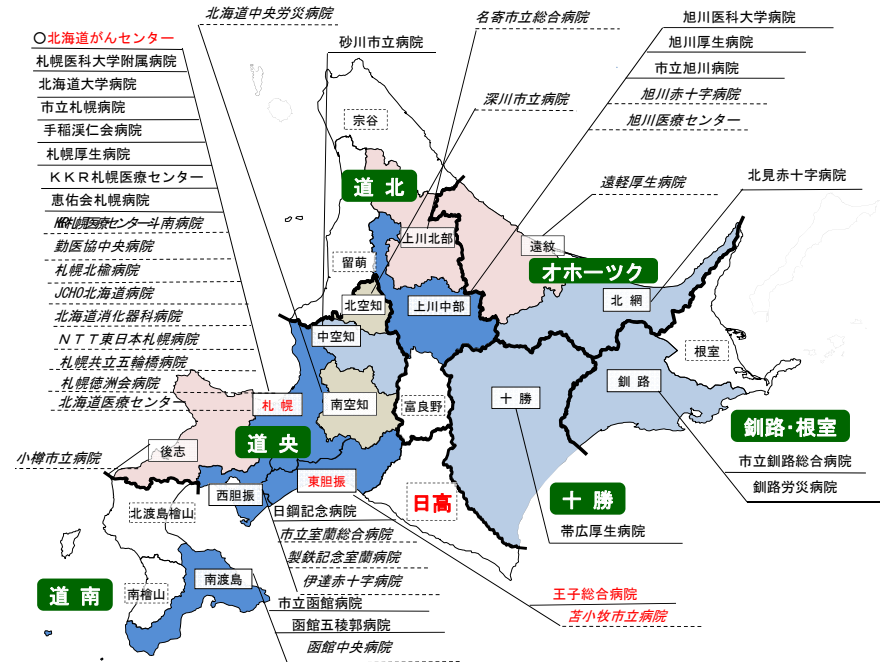 ○北海道がんセンター
札幌医科大学附属病院
北海道大学病院
市立札幌病院
手稲渓仁会病院
札幌厚生病院
ＫＫＲ札幌医療センター
恵佑会札幌病院
斗南病院
勤医協中央病院
札幌北楡病院
JCHO北海道病院
北海道消化器科病院
ＮＴＴ東日本札幌病院
札幌共立五輪橋病院
札幌徳洲会病院
北海道医療センター
小樽市立病院
北海道中央労災病院
砂川市立病院
名寄市立総合病院
深川市立病院
旭川医科大学病院
旭川厚生病院
市立旭川病院
旭川赤十字病院
旭川医療センター
遠軽厚生病院
北見赤十字病院
宗谷
道北
上川北部
遠紋
留萌
オホーツク
北空知
上川中部
北網
中空知
根室
釧路
札幌
南空知
富良野
十勝
道央
後志
釧路・根室
西胆振
東胆振
日高
十勝
北渡島檜山
南檜山
南渡島
道南
日鋼記念病院
市立室蘭総合病院
製鉄記念室蘭病院
伊達赤十字病院
市立函館病院
函館五稜郭病院
函館中央病院
王子総合病院
苫小牧市立病院
帯広厚生病院
市立釧路総合病院
釧路労災病院